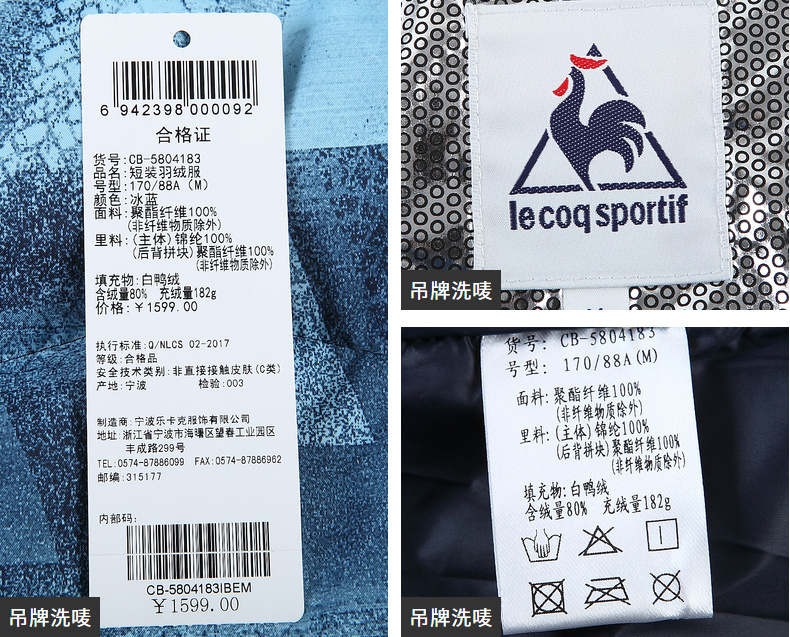 6 942398 000092
合格证
货号:CB-5804183
品名:短装羽绒服
号型:170/88A (M)
颜色:冰蓝
面料:聚酯纤维100%
(非纤维物质除外)
里料:(主体)锦纶100%
(后背拼块)聚酯纤维100%
(非纤维物质除外)
填充物:白鸭绒
含绒量80% 充绒量182g
价格:￥1599.00
执行标准:Q/NLCS 02-2017
等级:合格品
安全技术类别:非直接接触皮肤(C类)
产地:宁波 检验:003
制造商:宁波乐卡克服饰有限公司
地址:浙江省宁波市海曙区望春工业园区
丰成路299号
TEL:0574-87886099 FAX:0574-87886962
邮编:315177
内部码:
CB-5804183IBEM
￥1599.00
吊牌洗唛
le coq sportif
吊牌洗唛
货号: CB-5804183
号型: 170/88A(M)
面料:聚酯纤维100%
(非纤维物质除外)
里料:(主体)锦纶100%
(后背拼块)聚酯纤维100%
(非纤维物质除外)
填充物:白鸭绒
含绒量80% 充绒量182g
吊牌洗唛